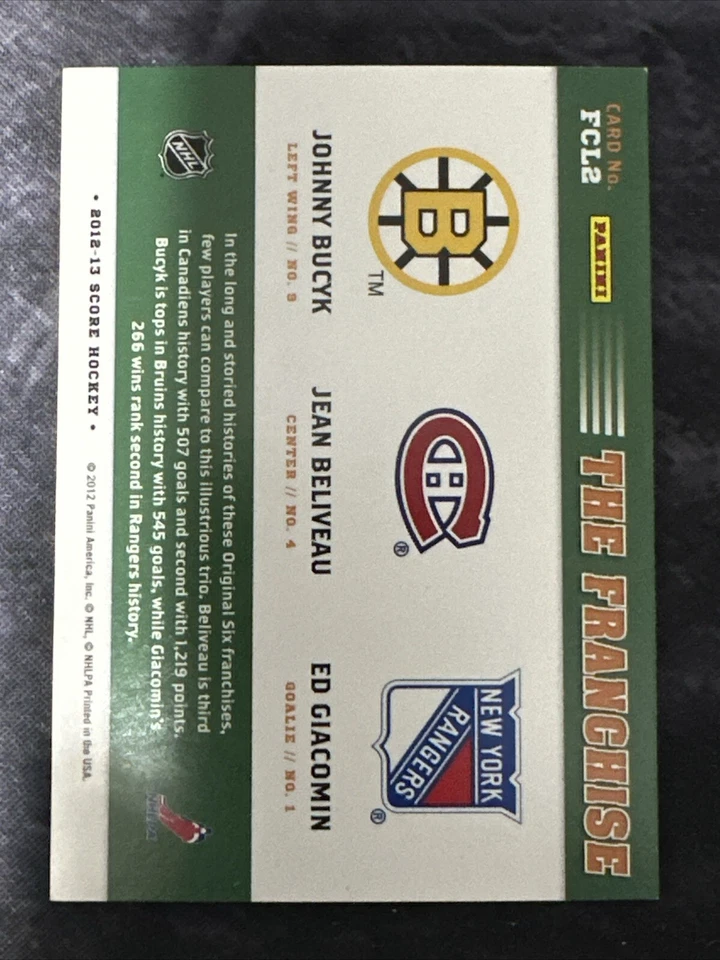 CARD No.
FCL2
PANINI
THE FRANCHISE
B
TM
C H
®
NEW YORK
RANGERS
®
JOHNNY BUCYK
LEFT WING // NO. 9
JEAN BELIVEAU
CENTER // NO. 4
ED GIACOMIN
GOALIE // NO. 1
NHL
In the long and storied histories of these Original Six franchises,
few players can compare to this illustrious trio. Beliveau is third
in Canadiens history with 507 goals and second with 1,219 points.
Bucyk is tops in Bruins history with 545 goals, while Giacomin's
266 wins rank second in Rangers history.
NHLPA
• 2012-13 SCORE HOCKEY •
© 2012 Panini America, Inc. © NHL, © NHLPA Printed in the USA.